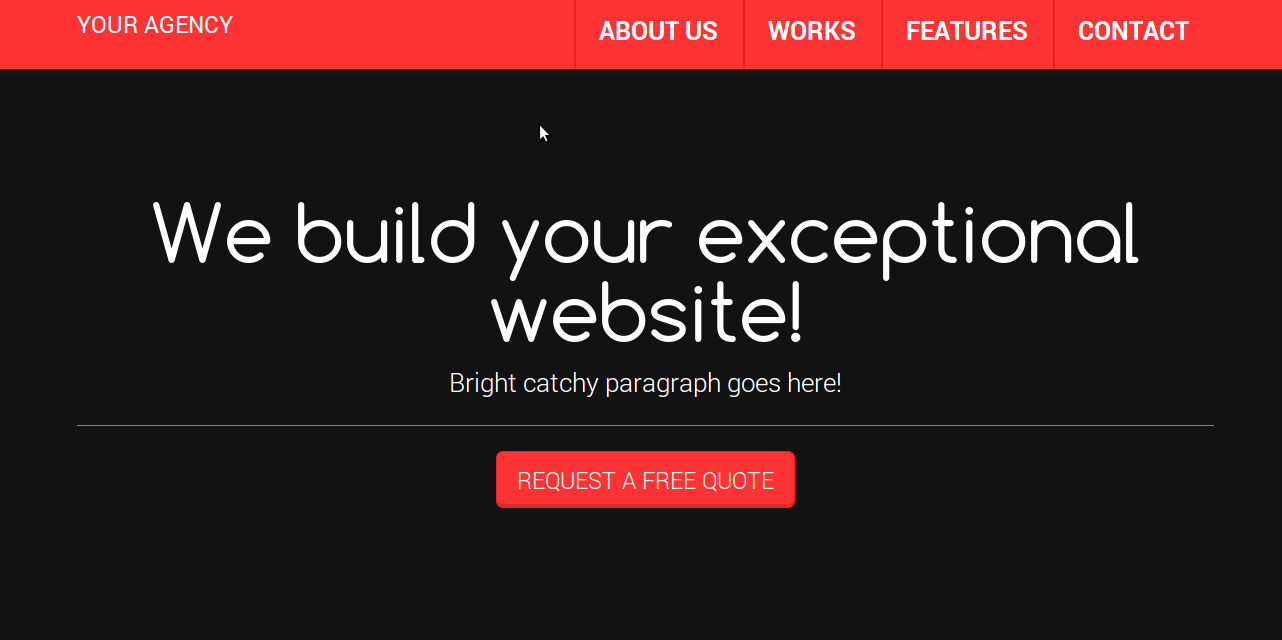 YOUR AGENCY
ABOUT US
WORKS
FEATURES
CONTACT
We build your exceptional
website!
Bright catchy paragraph goes here!
REQUEST A FREE QUOTE